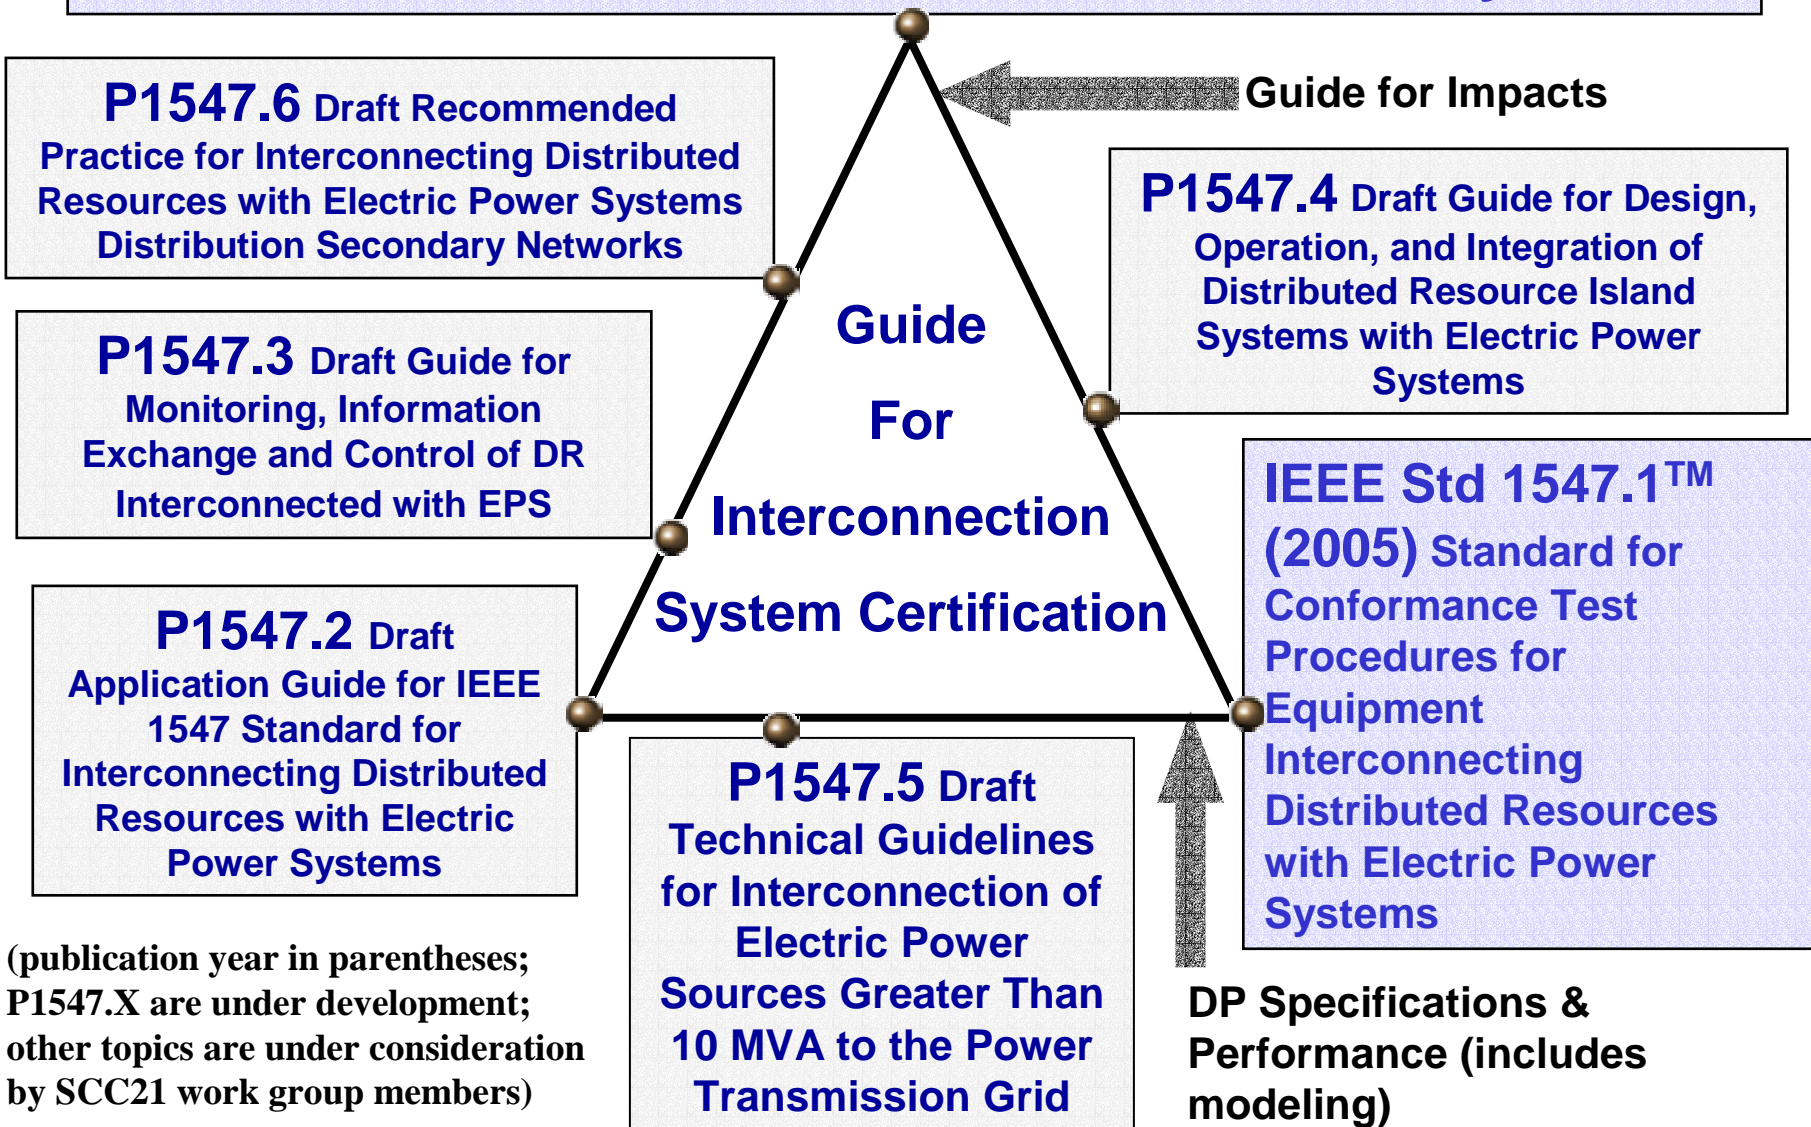 Guide for Impacts
P1547.6 Draft Recommended
Practice for Interconnecting Distributed
Resources with Electric Power Systems
Distribution Secondary Networks
P1547.4 Draft Guide for Design,
Operation, and Integration of
Distributed Resource Island
Systems with Electric Power
Systems
P1547.3 Draft Guide for
Monitoring, Information
Exchange and Control of DR
Interconnected with EPS
Guide
For
Interconnection
System Certification
IEEE Std 1547.1™
(2005) Standard for
Conformance Test
Procedures for
Equipment
Interconnecting
Distributed Resources
with Electric Power
Systems
P1547.2 Draft
Application Guide for IEEE
1547 Standard for
Interconnecting Distributed
Resources with Electric
Power Systems
P1547.5 Draft
Technical Guidelines
for Interconnection of
Electric Power
Sources Greater Than
10 MVA to the Power
Transmission Grid
(publication year in parentheses;
P1547.X are under development;
other topics are under consideration
by SCC21 work group members)
DP Specifications &
Performance (includes
modeling)